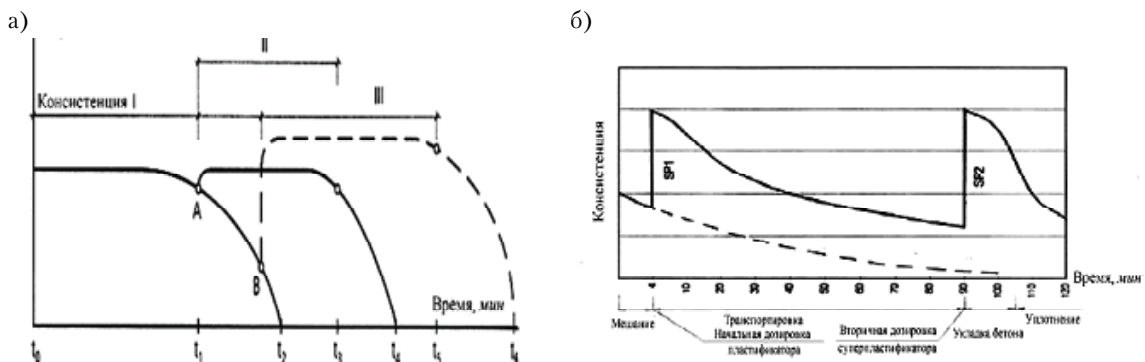 а)
II
Консистенция I
III
A
B
Время, мин
t₀
t₁
t₂
t₃
t₄
t₅
б)
Консистенция
SP1
SP2
Время, мин
4
10
20
30
40
50
60
70
80
90
100
110
120
Мешание
Транспортировка
Начальная дозировка
пластификатора
Вторичная дозировка
суперпластификатора
Укладка бетона
Уплотнение